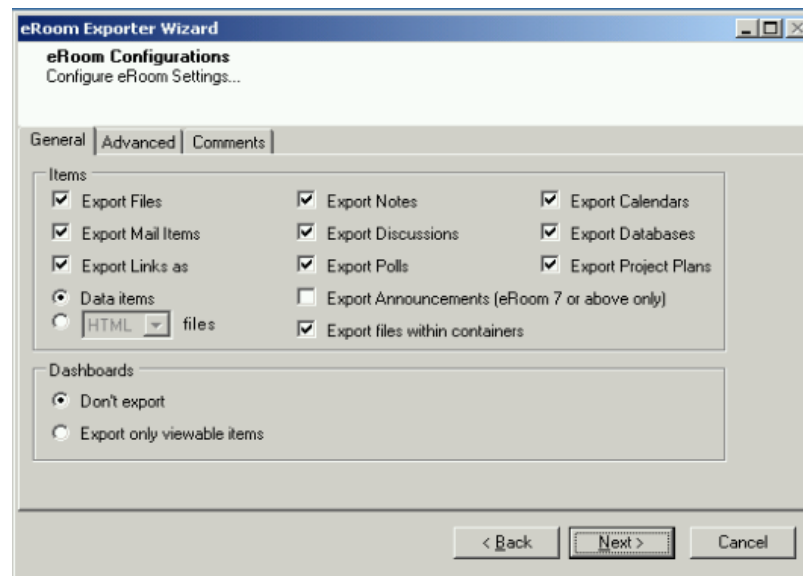 eRoom Exporter Wizard
eRoom Configurations
Configure eRoom Settings...
General Advanced Comments
Items
Export Files Export Notes Export Calendars
Export Mail Items Export Discussions Export Databases
Export Links as Export Polls Export Project Plans
Data items Export Announcements (eRoom 7 or above only)
HTML files Export files within containers
Dashboards
Don't export
Export only viewable items
< Back Next > Cancel